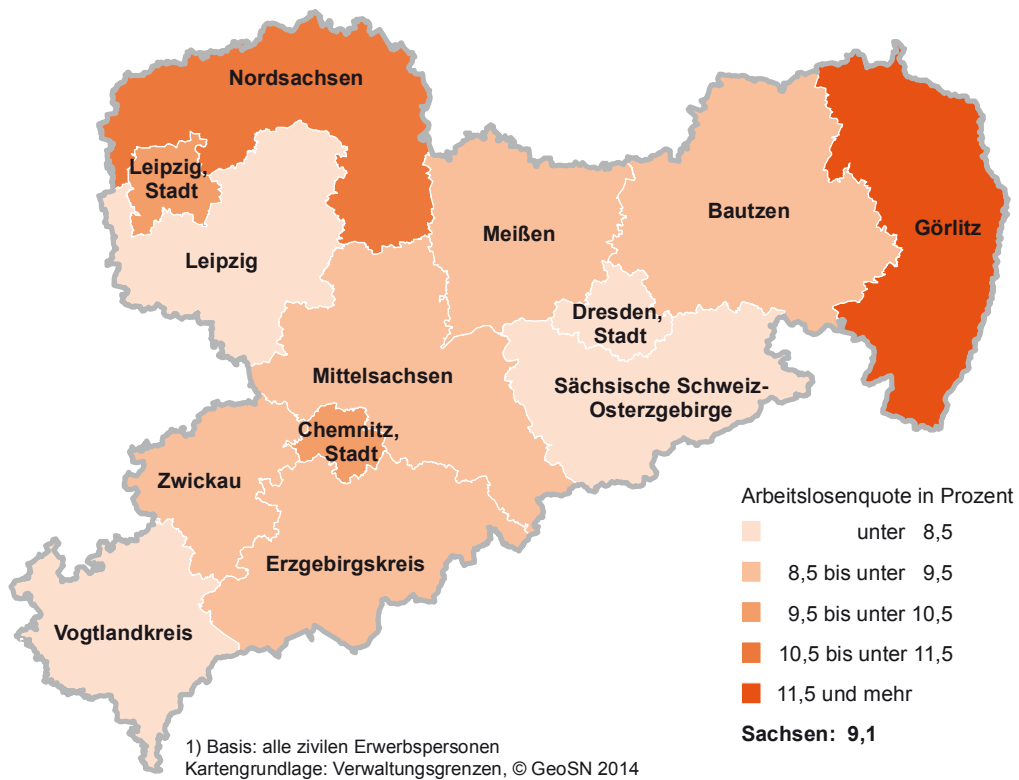 Nordsachsen
Leipzig,
Stadt
Leipzig
Meißen
Bautzen
Görlitz
Dresden,
Stadt
Mittelsachsen
Sächsische Schweiz-
Osterzgebirge
Chemnitz,
Stadt
Zwickau
Erzgebirgskreis
Vogtlandkreis
Arbeitslosenquote in Prozent
unter 8,5
8,5 bis unter 9,5
9,5 bis unter 10,5
10,5 bis unter 11,5
11,5 und mehr
Sachsen: 9,1
1) Basis: alle zivilen Erwerbspersonen
Kartengrundlage: Verwaltungsgrenzen, © GeoSN 2014